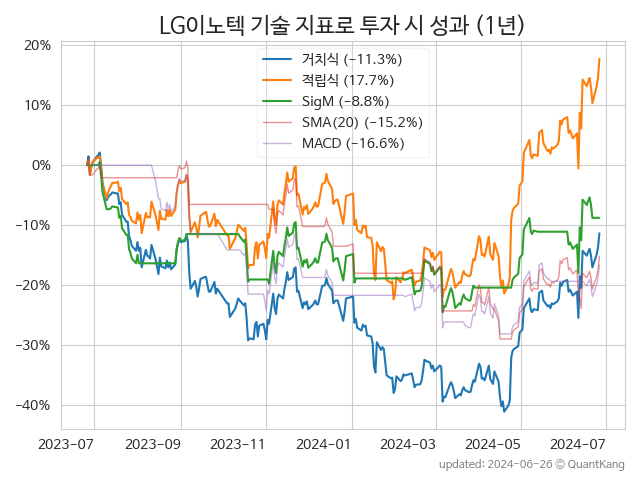 LG이노텍 기술 지표로 투자 시 성과 (1년)
거치식 (−11.3%)
적립식 (17.7%)
SigM (−8.8%)
SMA(20) (−15.2%)
MACD (−16.6%)
20%
10%
0%
−10%
−20%
−30%
−40%
2023-07 2023-09 2023-11 2024-01 2024-03 2024-05 2024-07
updated: 2024-06-26 ⓒ QuantKang